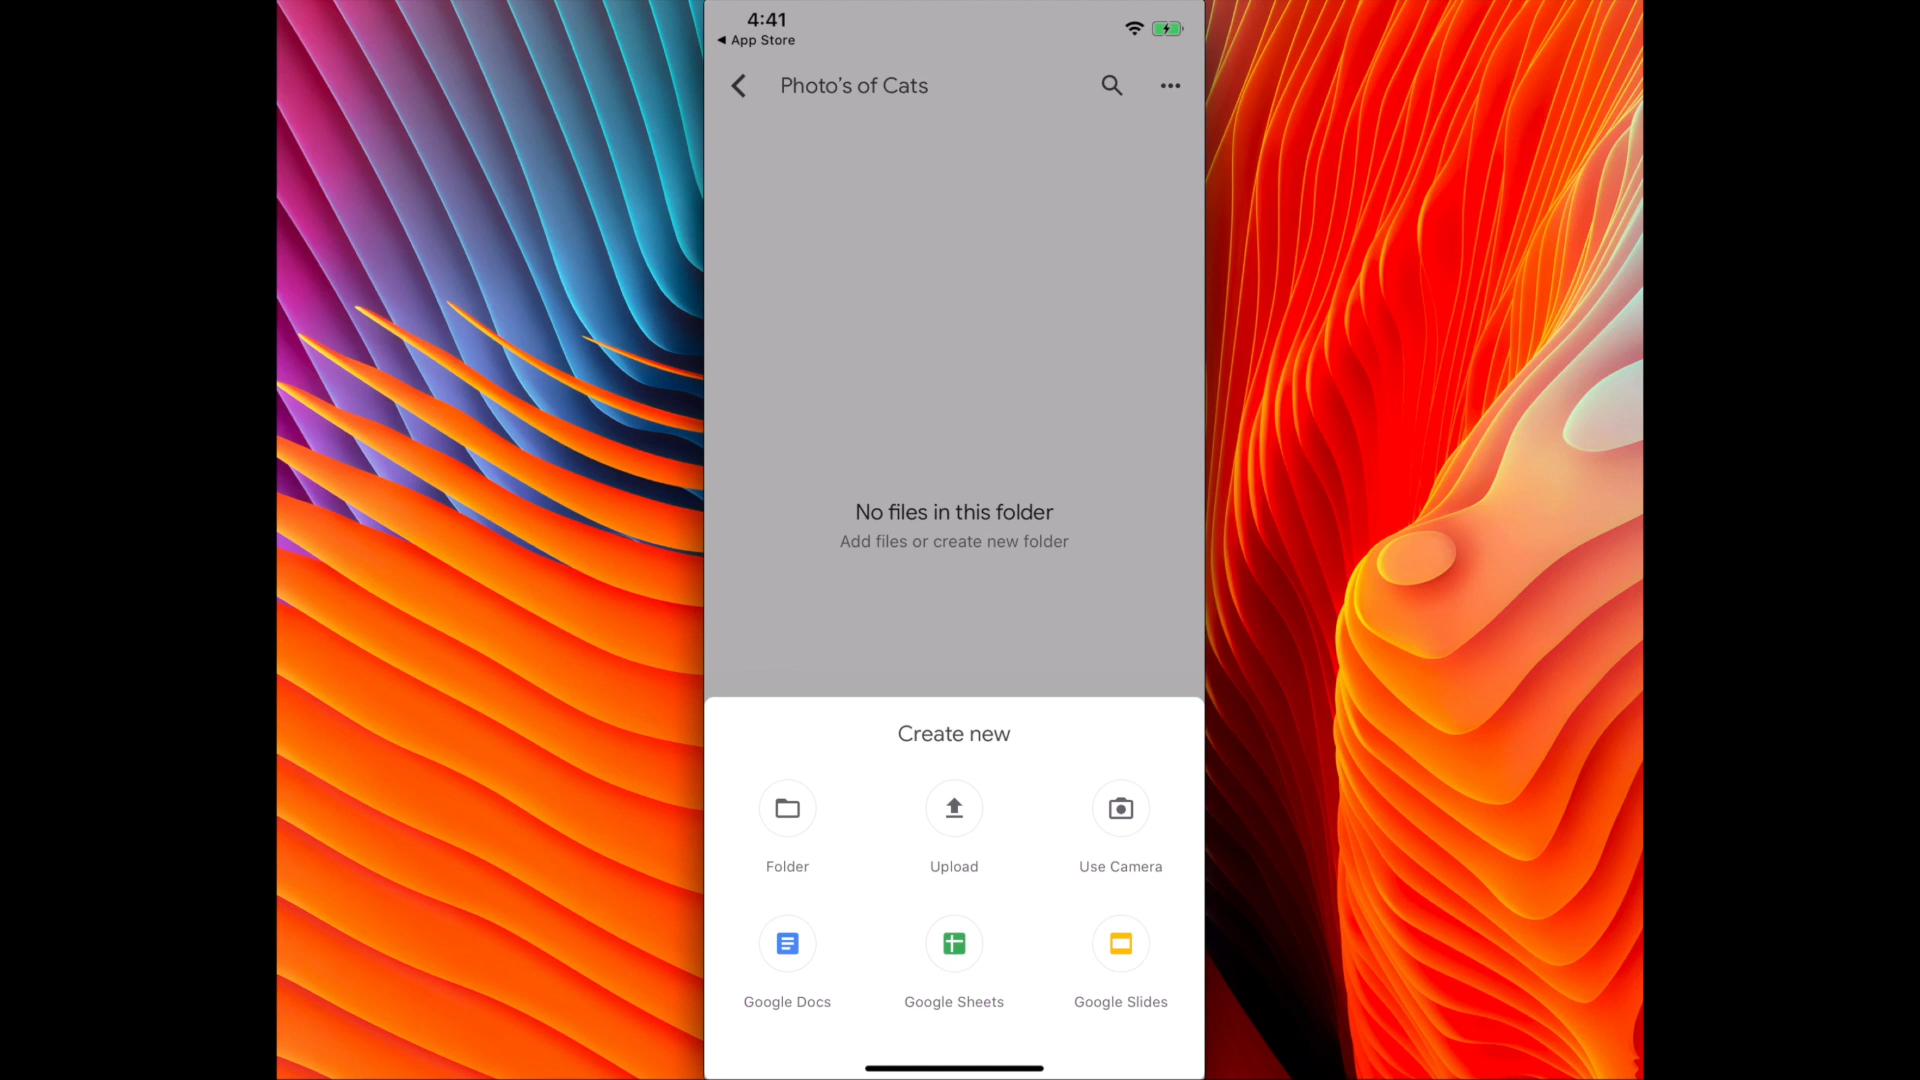 4:41
◀ App Store
Photo’s of Cats
No files in this folder
Add files or create new folder
Create new
Folder
Upload
Use Camera
Google Docs
Google Sheets
Google Slides